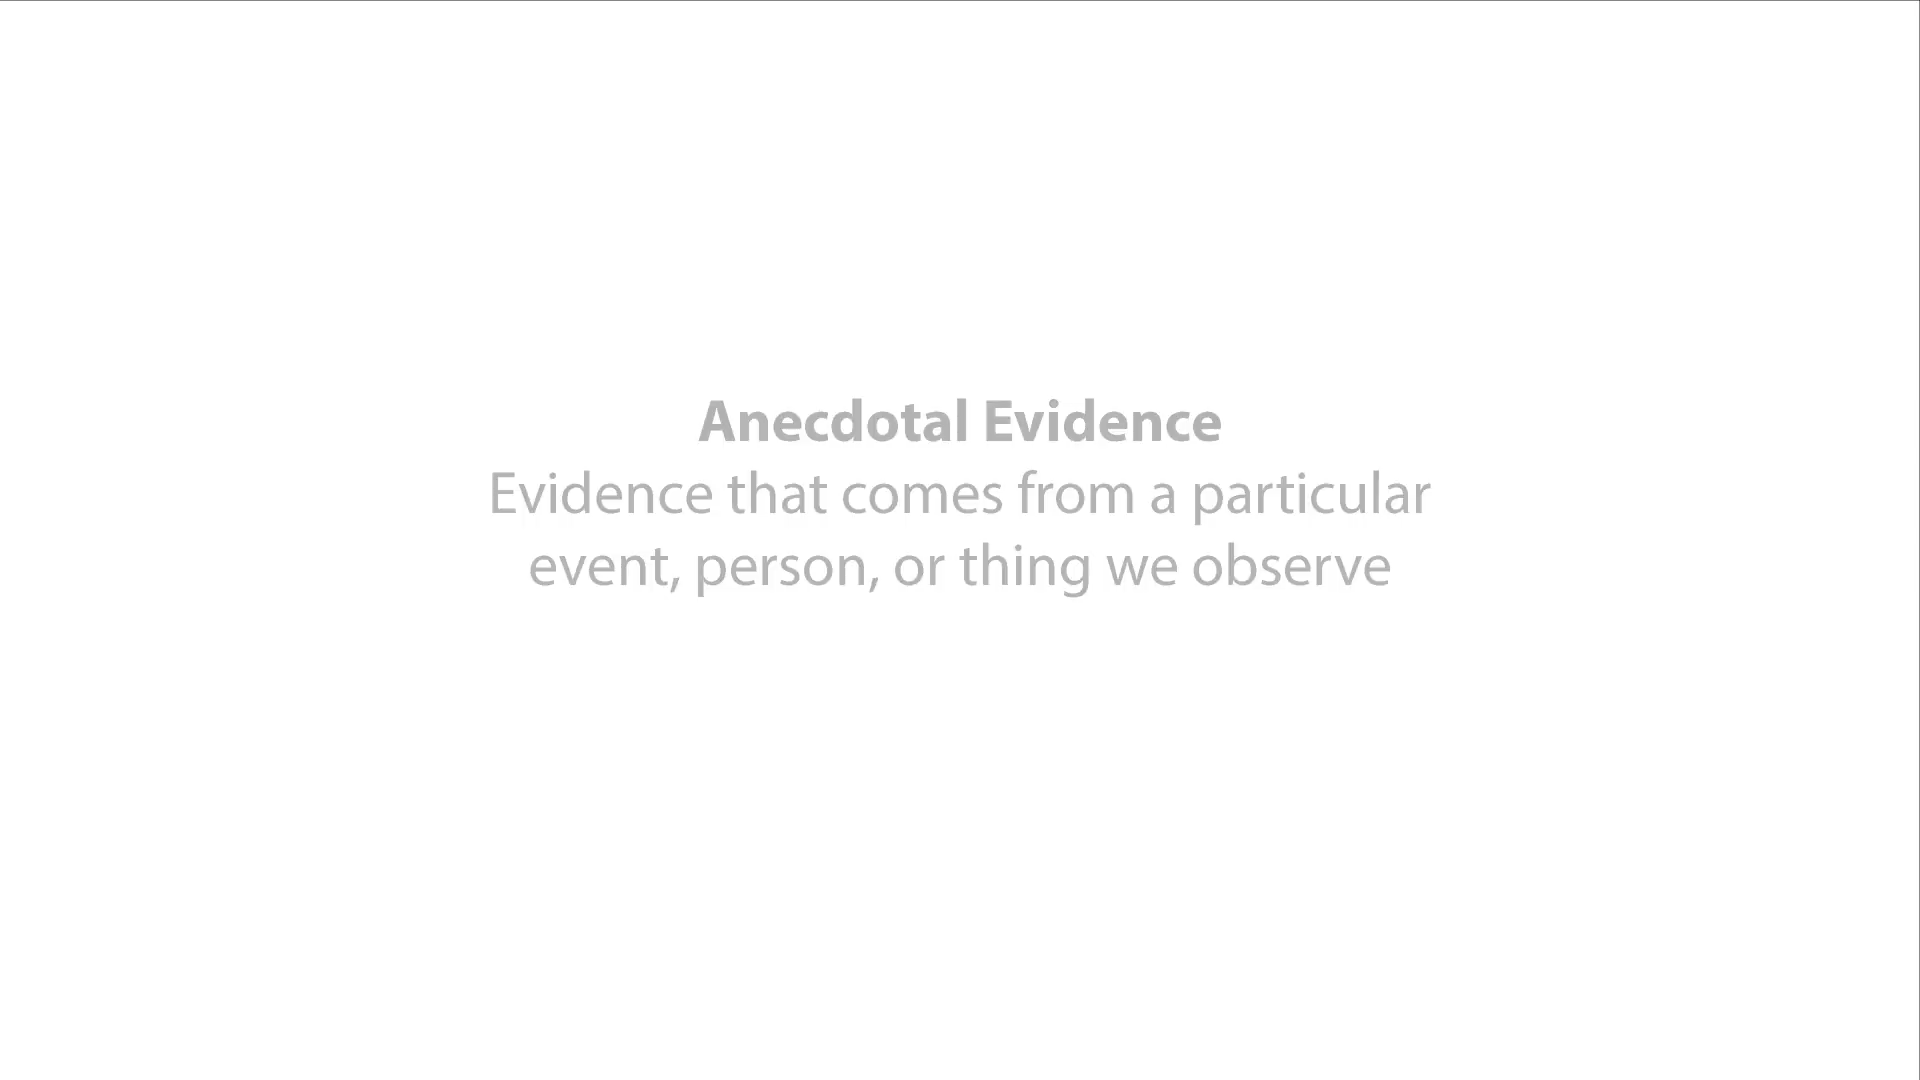 Anecdotal Evidence
Evidence that comes from a particular
event, person, or thing we observe